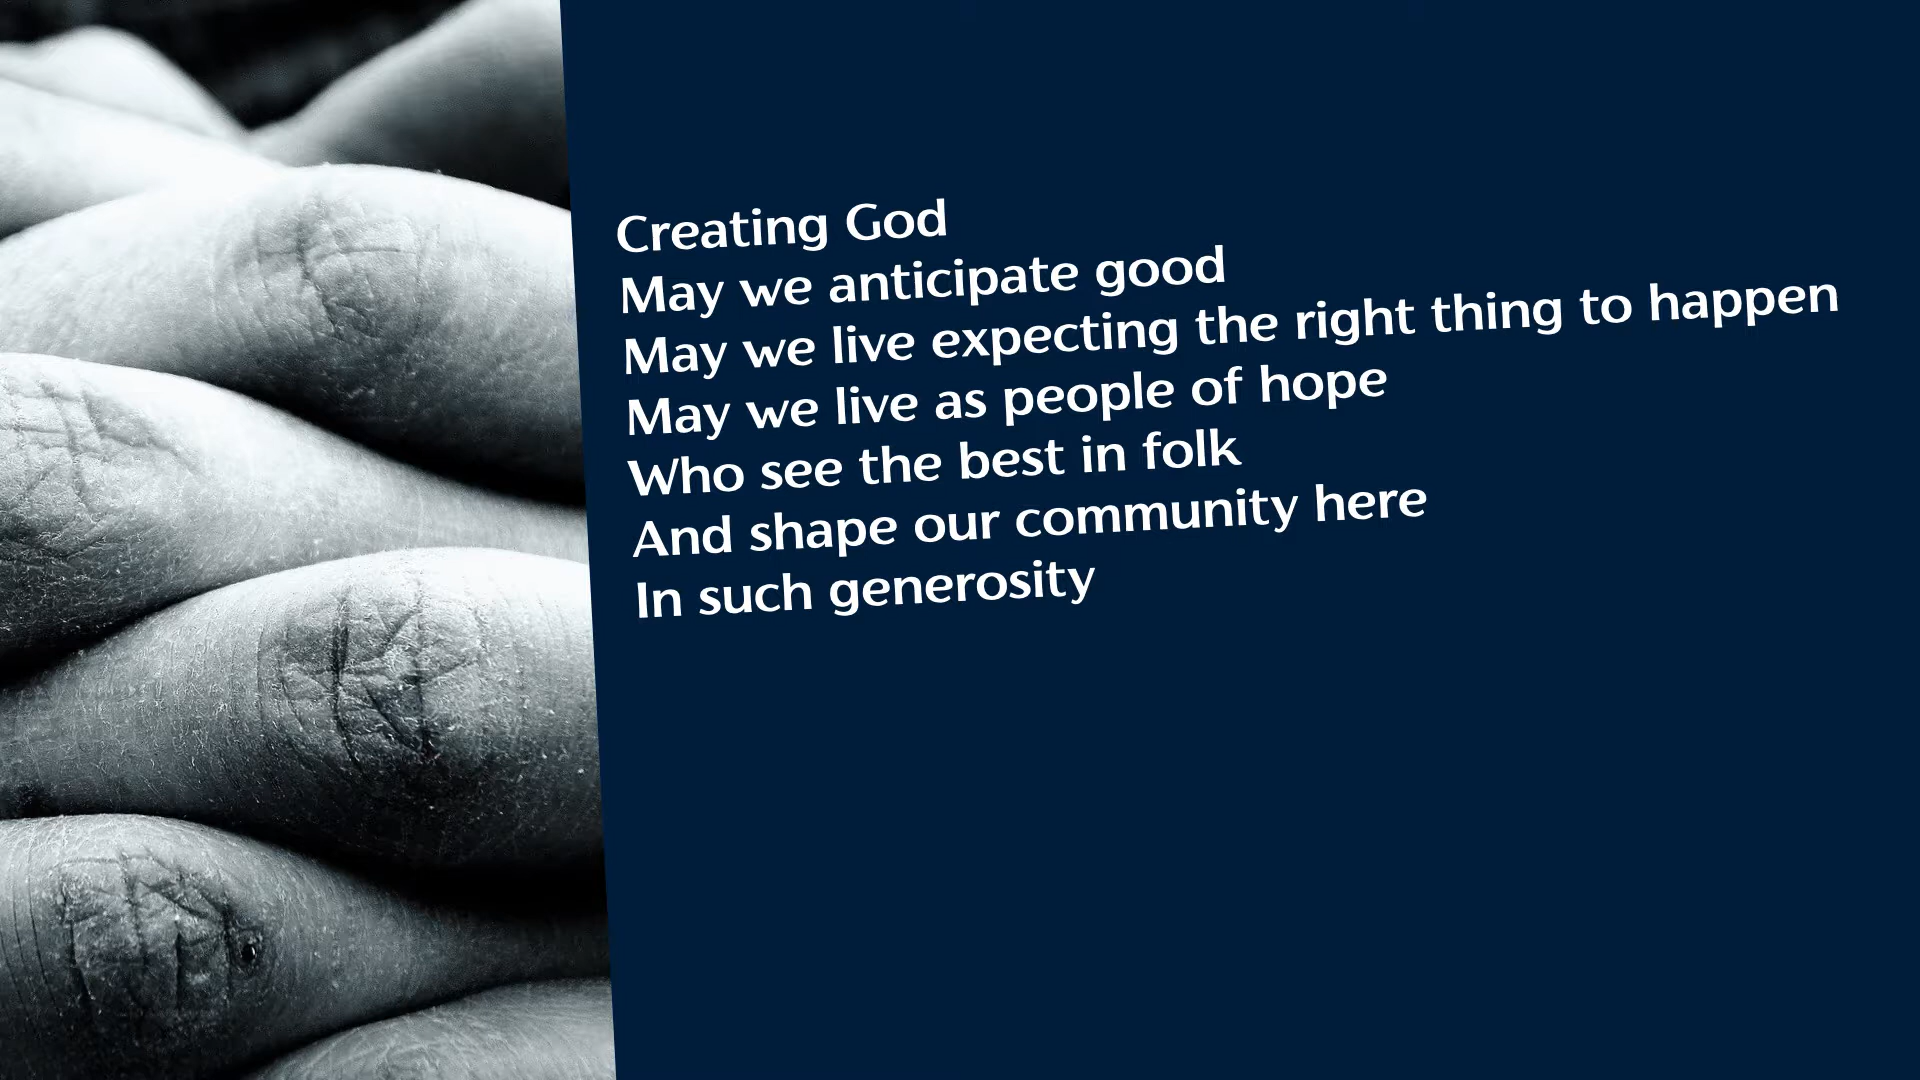 Creating God
May we anticipate good
May we live expecting the right thing to happen
May we live as people of hope
Who see the best in folk
And shape our community here
In such generosity